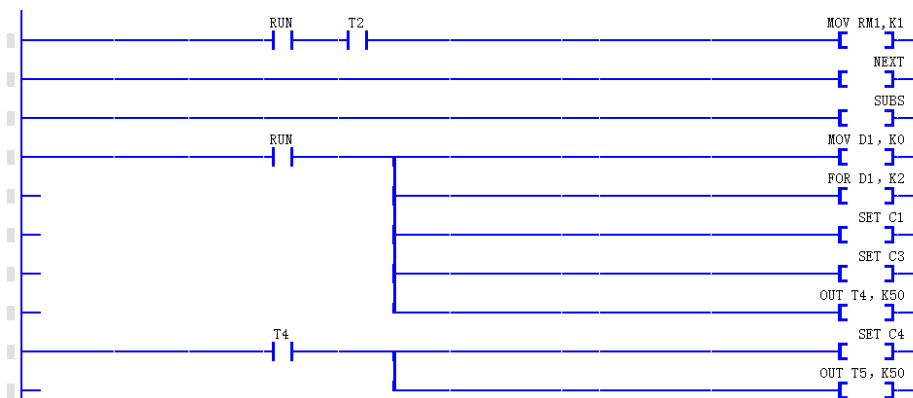 RUN T2 MOV RM1,K1
NEXT
SUBS
RUN MOV D1, K0
FOR D1, K2
SET C1
SET C3
OUT T4, K50
T4 SET C4
OUT T5, K50